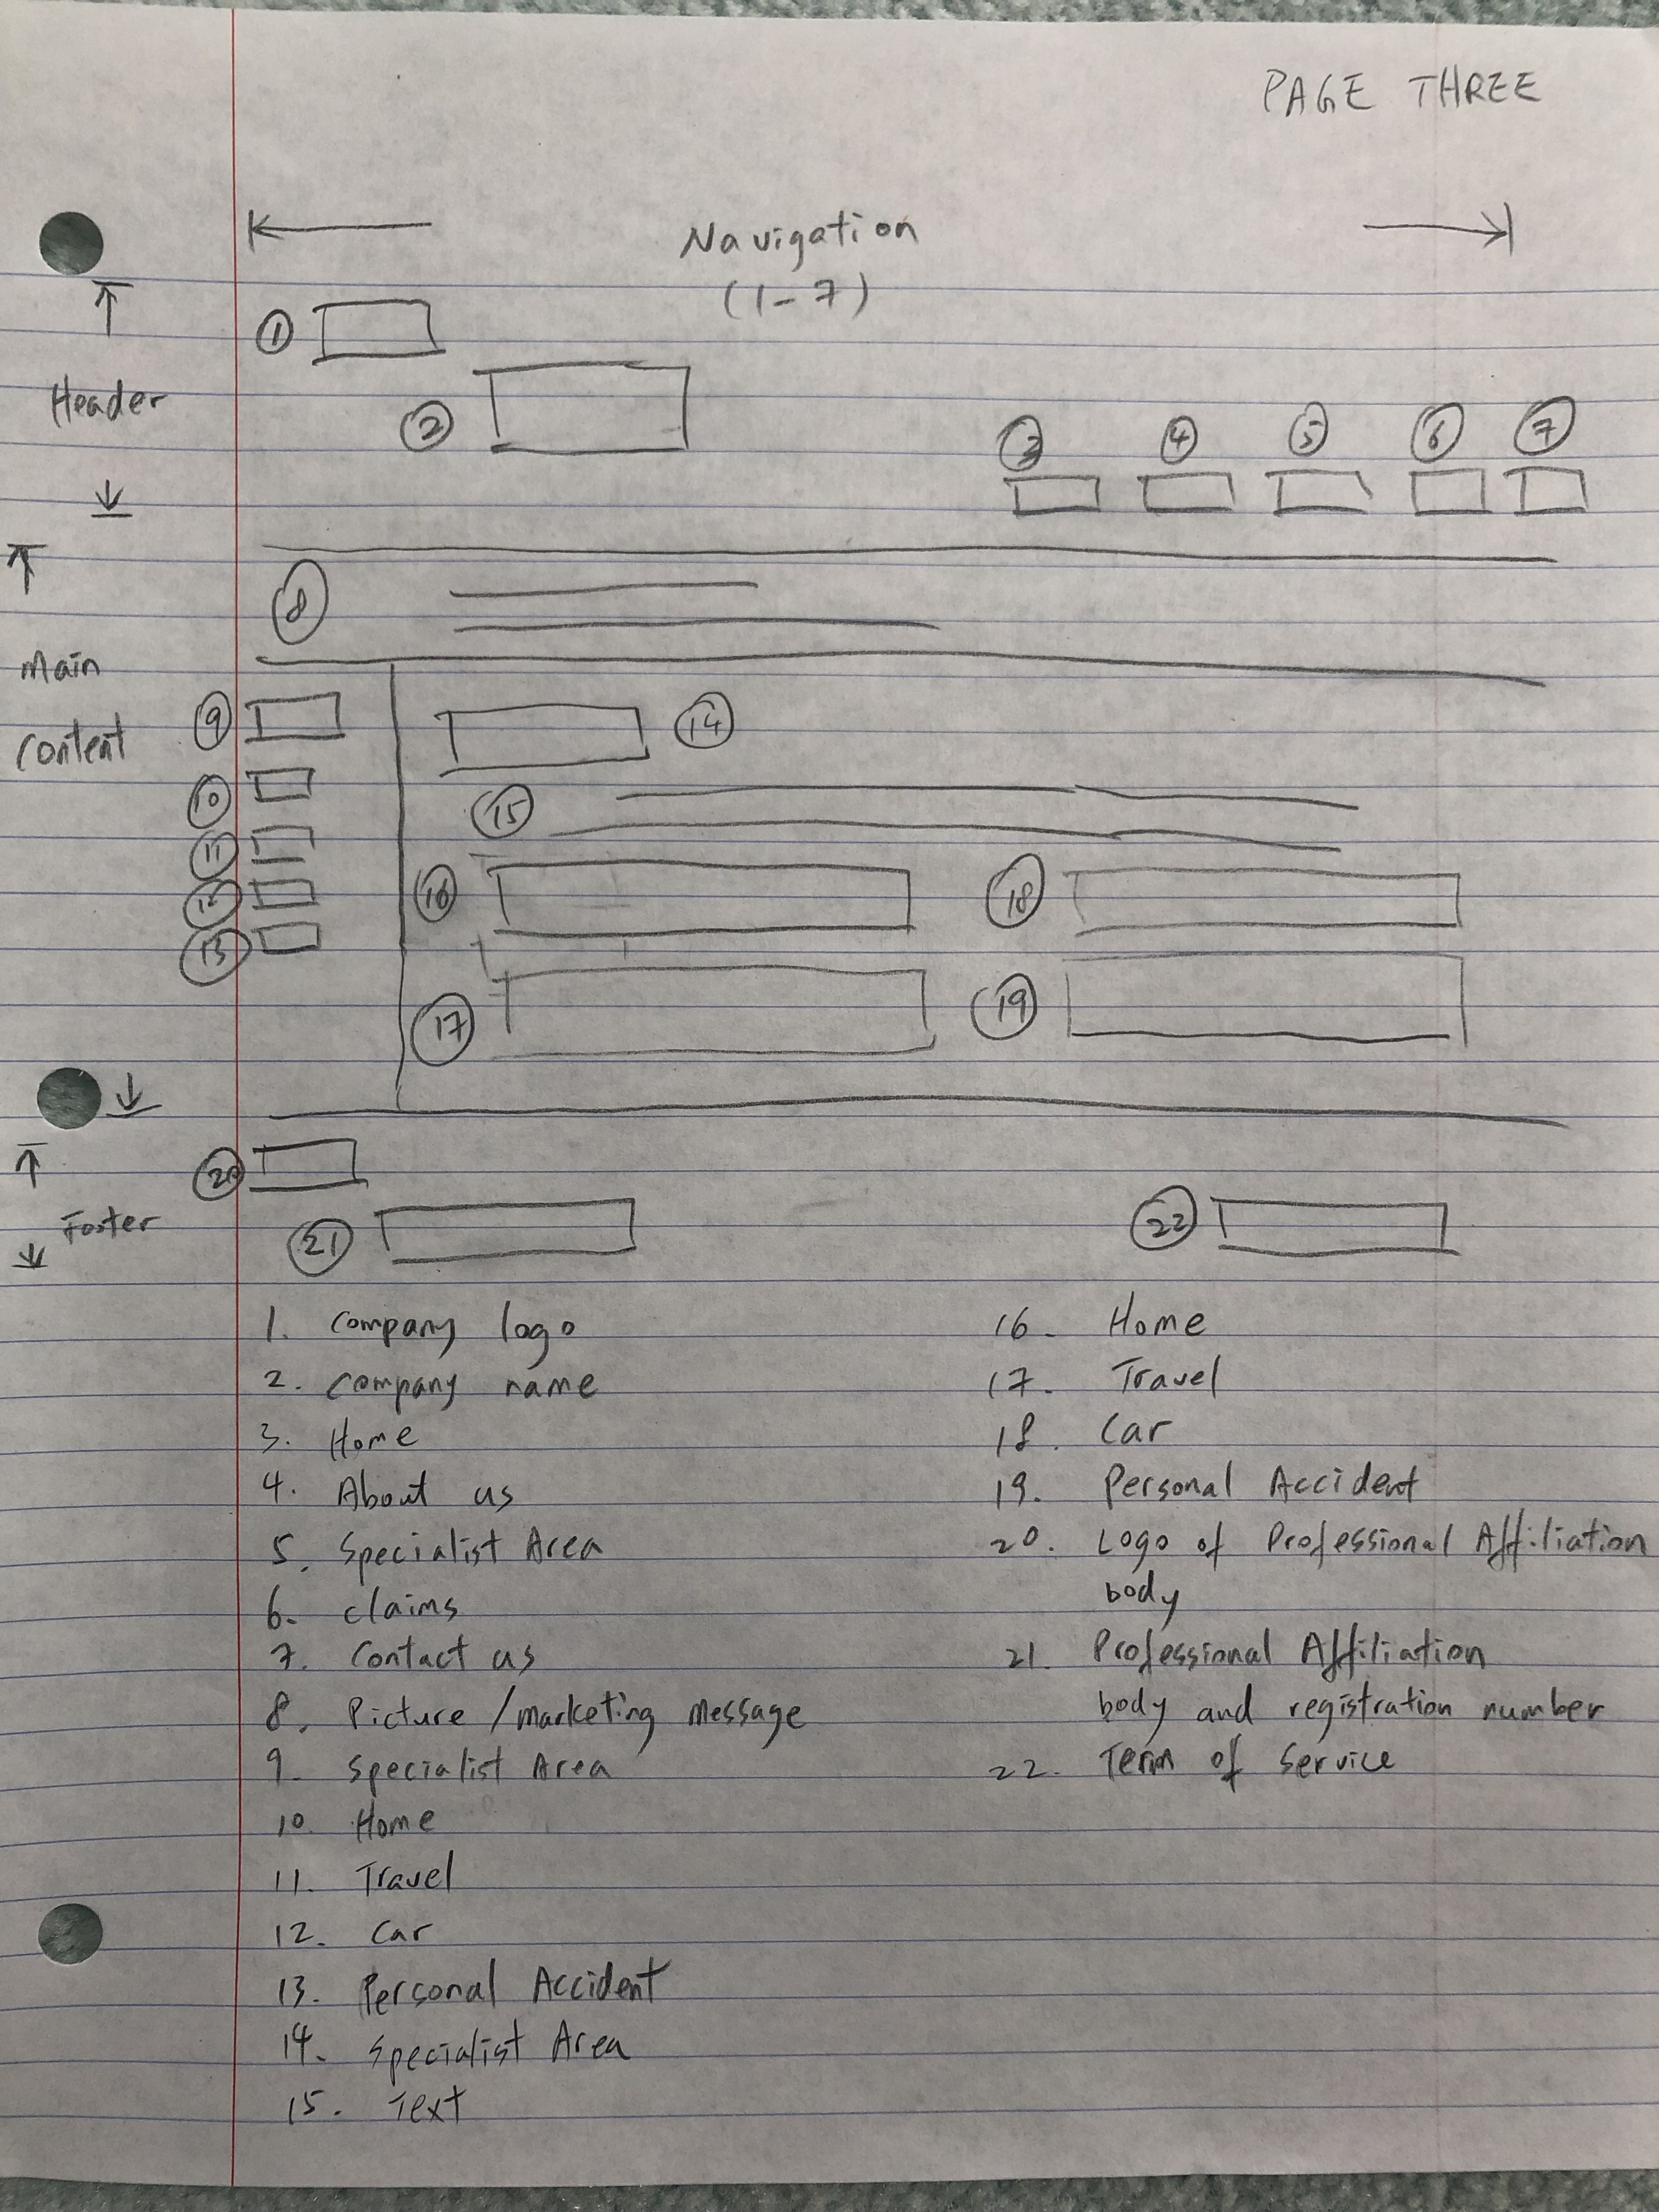 PAGE THREE
Navigation
(1-7)
Header
1
2
3
4
5
6
7
8
Main
Content
9
10
11
12
13
14
15
16
18
17
19
20
Footer
21
22
1. Company logo
2. Company name
3. Home
4. About us
5. Specialist Area
6. Claims
7. Contact us
8. Picture / marketing message
9. Specialist Area
10. Home
11. Travel
12. Car
13. Personal Accident
14. Specialist Area
15. Text
16. Home
17. Travel
18. Car
19. Personal Accident
20. Logo of Professional Affiliation
body
21. Professional Affiliation
body and registration number
22. Term of Service